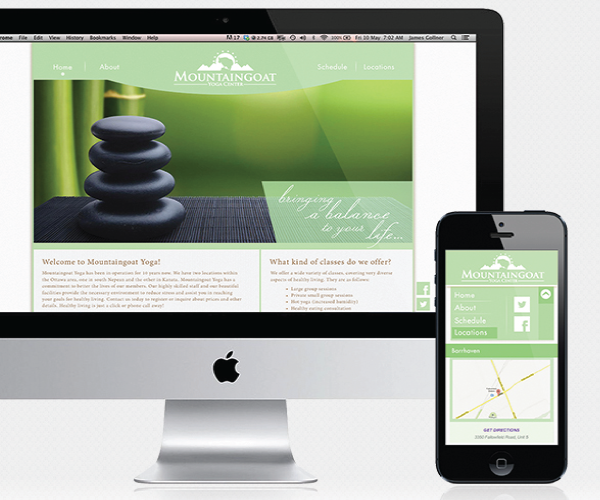 rome File Edit View History Bookmarks Window Help
17 2.74 GB 100% Fri 10 May 7:02 AM James Gollner
Home About MOUNTAINGOAT Schedule Locations
YOGA CENTER
bringing
a balance
to your
life...
Welcome to Mountaingoat Yoga!
Mountaingoat Yoga has been in operation for 10 years now. We have two locations within
the Ottawa area, one in south Nepean and the other in Kanata. Mountaingoat Yoga has a
commitment to better the lives of our members. Our highly skilled staff and our beautiful
facilities provide the necessary environment to reduce stress and assist you in reaching
your goals for healthy living. Contact us today to register or inquire about prices and other
details. Healthy living is just a click or phone call away!
What kind of classes do we offer?
We offer a wide variety of classes, covering very diverse
aspects of healthy living. They are as follows:
• Large group sessions
• Private small group sessions
• Hot yoga (increased humidity)
• Healthy eating consultation
MOUNTAINGOAT
YOGA CENTER
Home
About
Schedule
Locations
Barrhaven
GET DIRECTIONS